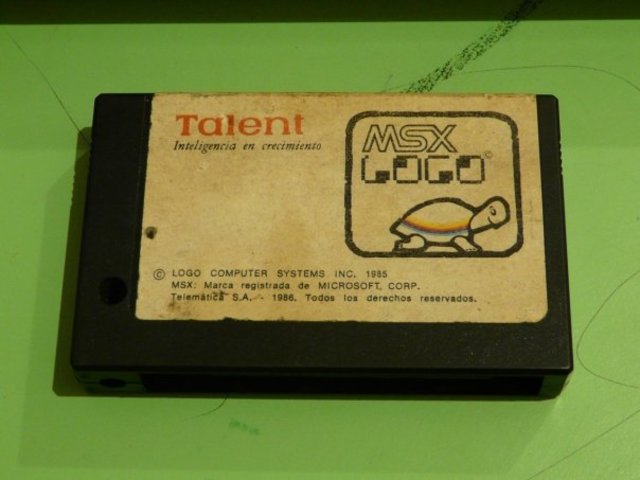 Talent
Inteligencia en crecimiento
MSX
LOGO ©
© LOGO COMPUTER SYSTEMS INC. 1985
MSX: Marca registrada de MICROSOFT CORP.
Telemática S.A. - 1986. Todos los derechos reservados.